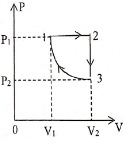 P
P₁ 1 2
P₂ 3
0 V₁ V₂ V